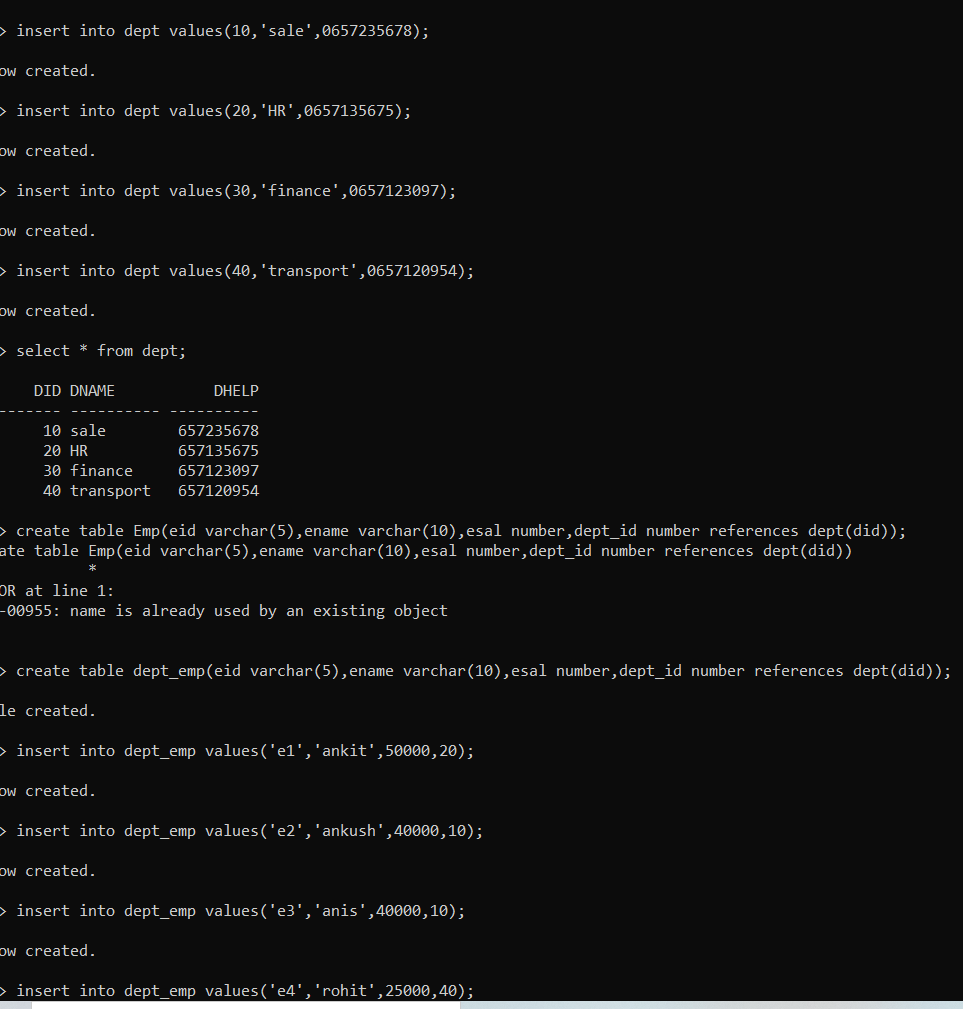 > insert into dept values(10,'sale',0657235678);
ow created.
> insert into dept values(20,'HR',0657135675);
ow created.
> insert into dept values(30,'finance',0657123097);
ow created.
> insert into dept values(40,'transport',0657120954);
ow created.
> select * from dept;
DID DNAME DHELP
------- ---------- ----------
10 sale 657235678
20 HR 657135675
30 finance 657123097
40 transport 657120954
> create table Emp(eid varchar(5),ename varchar(10),esal number,dept_id number references dept(did));
ate table Emp(eid varchar(5),ename varchar(10),esal number,dept_id number references dept(did))
*
OR at line 1:
-00955: name is already used by an existing object
> create table dept_emp(eid varchar(5),ename varchar(10),esal number,dept_id number references dept(did));
le created.
> insert into dept_emp values('e1','ankit',50000,20);
ow created.
> insert into dept_emp values('e2','ankush',40000,10);
ow created.
> insert into dept_emp values('e3','anis',40000,10);
ow created.
> insert into dept_emp values('e4','rohit',25000,40);